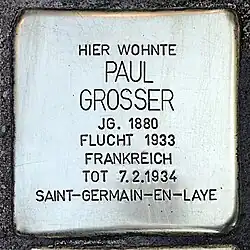 HIER WOHNTE
PAUL
GROSSER
JG. 1880
FLUCHT 1933
FRANKREICH
TOT 7.2.1934
SAINT-GERMAIN-EN-LAYE